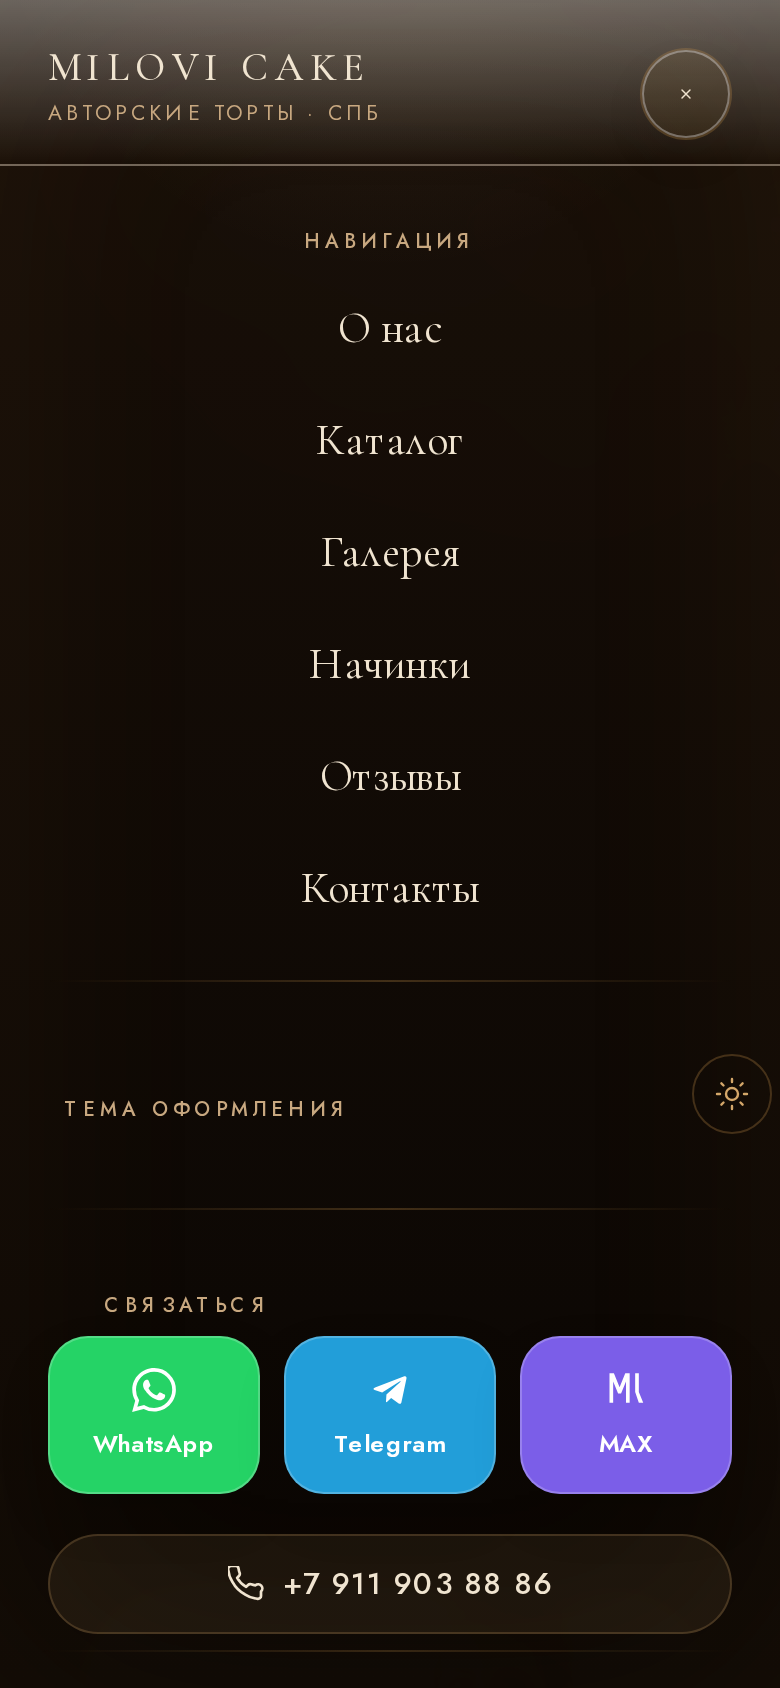 MILOVI CAKE
АВТОРСКИЕ ТОРТЫ · СПБ
×
НАВИГАЦИЯ
О нас
Каталог
Галерея
Начинки
Отзывы
Контакты
ТЕМА ОФОРМЛЕНИЯ
СВЯЗАТЬСЯ
WhatsApp
Telegram
MAX
+7 911 903 88 86